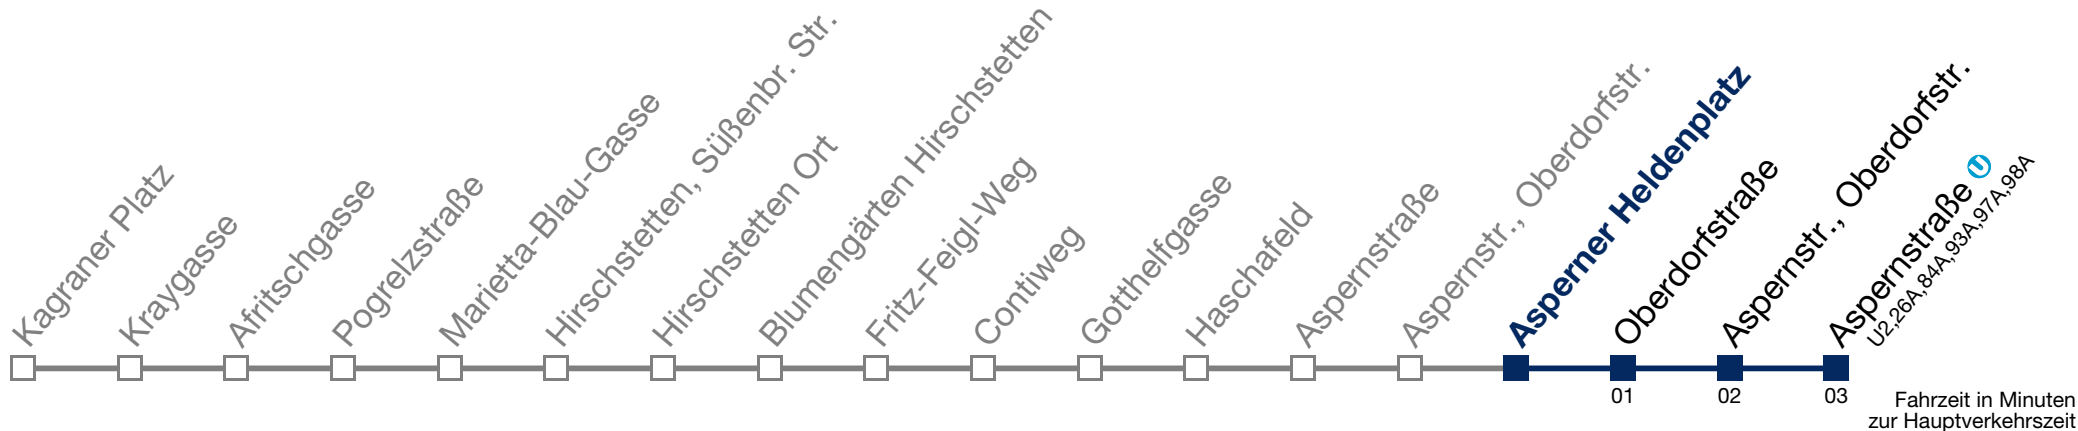 Kagraner Platz
Kraygasse
Afritschgasse
Pogrelzstraße
Marietta-Blau-Gasse
Hirschstetten, Süßenbr. Str.
Hirschstetten Ort
Blumengärten Hirschstetten
Fritz-Feigl-Weg
Contiweg
Gotthelfgasse
Haschafeld
Aspernstraße
Aspernstr., Oberdorfstr.
Asperner Heldenplatz
Oberdorfstraße
Aspernstr., Oberdorfstr.
Aspernstraße U
U2,26A,84A,93A,97A,98A
01 02 03
Fahrzeit in Minuten
zur Hauptverkehrszeit